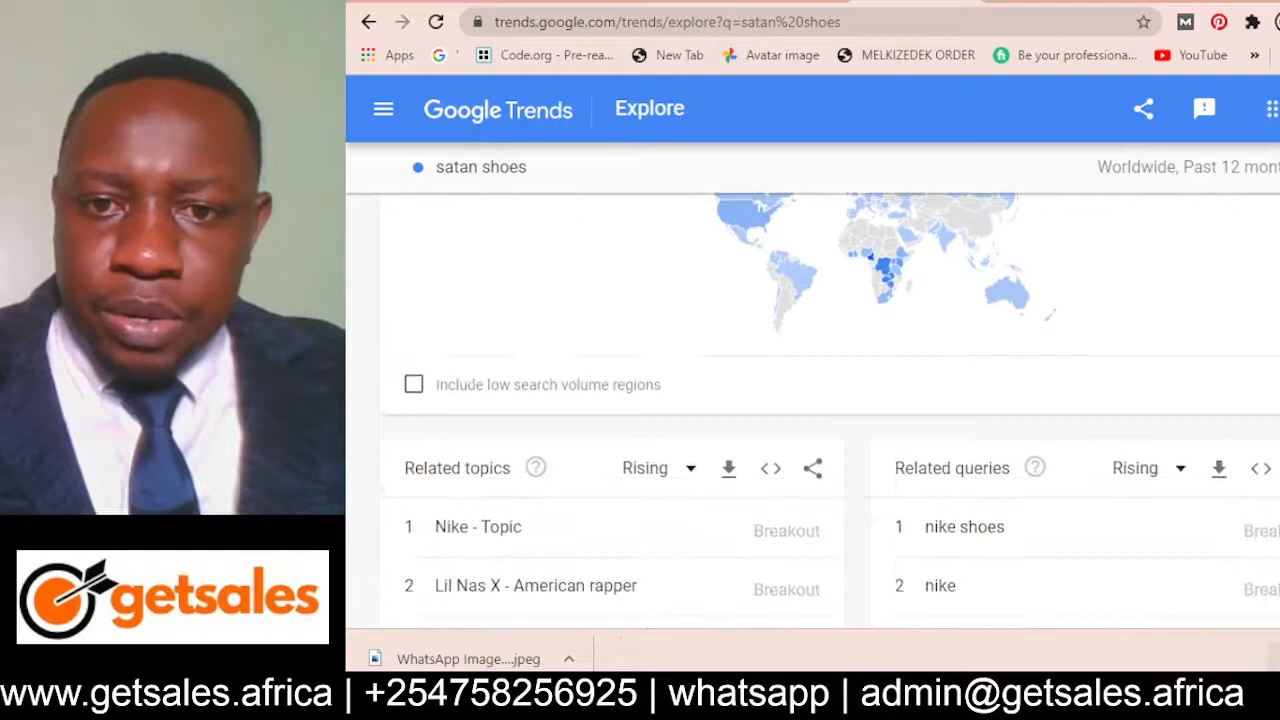 trends.google.com/trends/explore?q=satan%20shoes
Apps
Code.org - Pre-rea...
New Tab
Avatar image
MELKIZEDEK ORDER
Be your professiona...
YouTube
Google Trends
Explore
satan shoes
Worldwide, Past 12 mont
Include low search volume regions
Related topics
Rising
Related queries
Rising
1 Nike - Topic
Breakout
1 nike shoes
Breal
2 Lil Nas X - American rapper
Breakout
2 nike
Breal
getsales
WhatsApp Image....jpeg
www.getsales.africa | +254758256925 | whatsapp | admin@getsales.africa